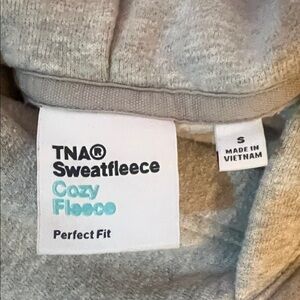 TNA®
Sweatfleece
Cozy
Fleece
Perfect Fit
S
MADE IN
VIETNAM